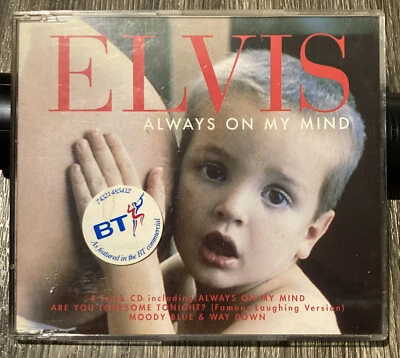 ELVIS
ALWAYS ON MY MIND
74321485412
BT
As featured in the BT commercial
4 Track CD including ALWAYS ON MY MIND
ARE YOU LONESOME TONIGHT? (Famous Laughing Version)
MOODY BLUE & WAY DOWN